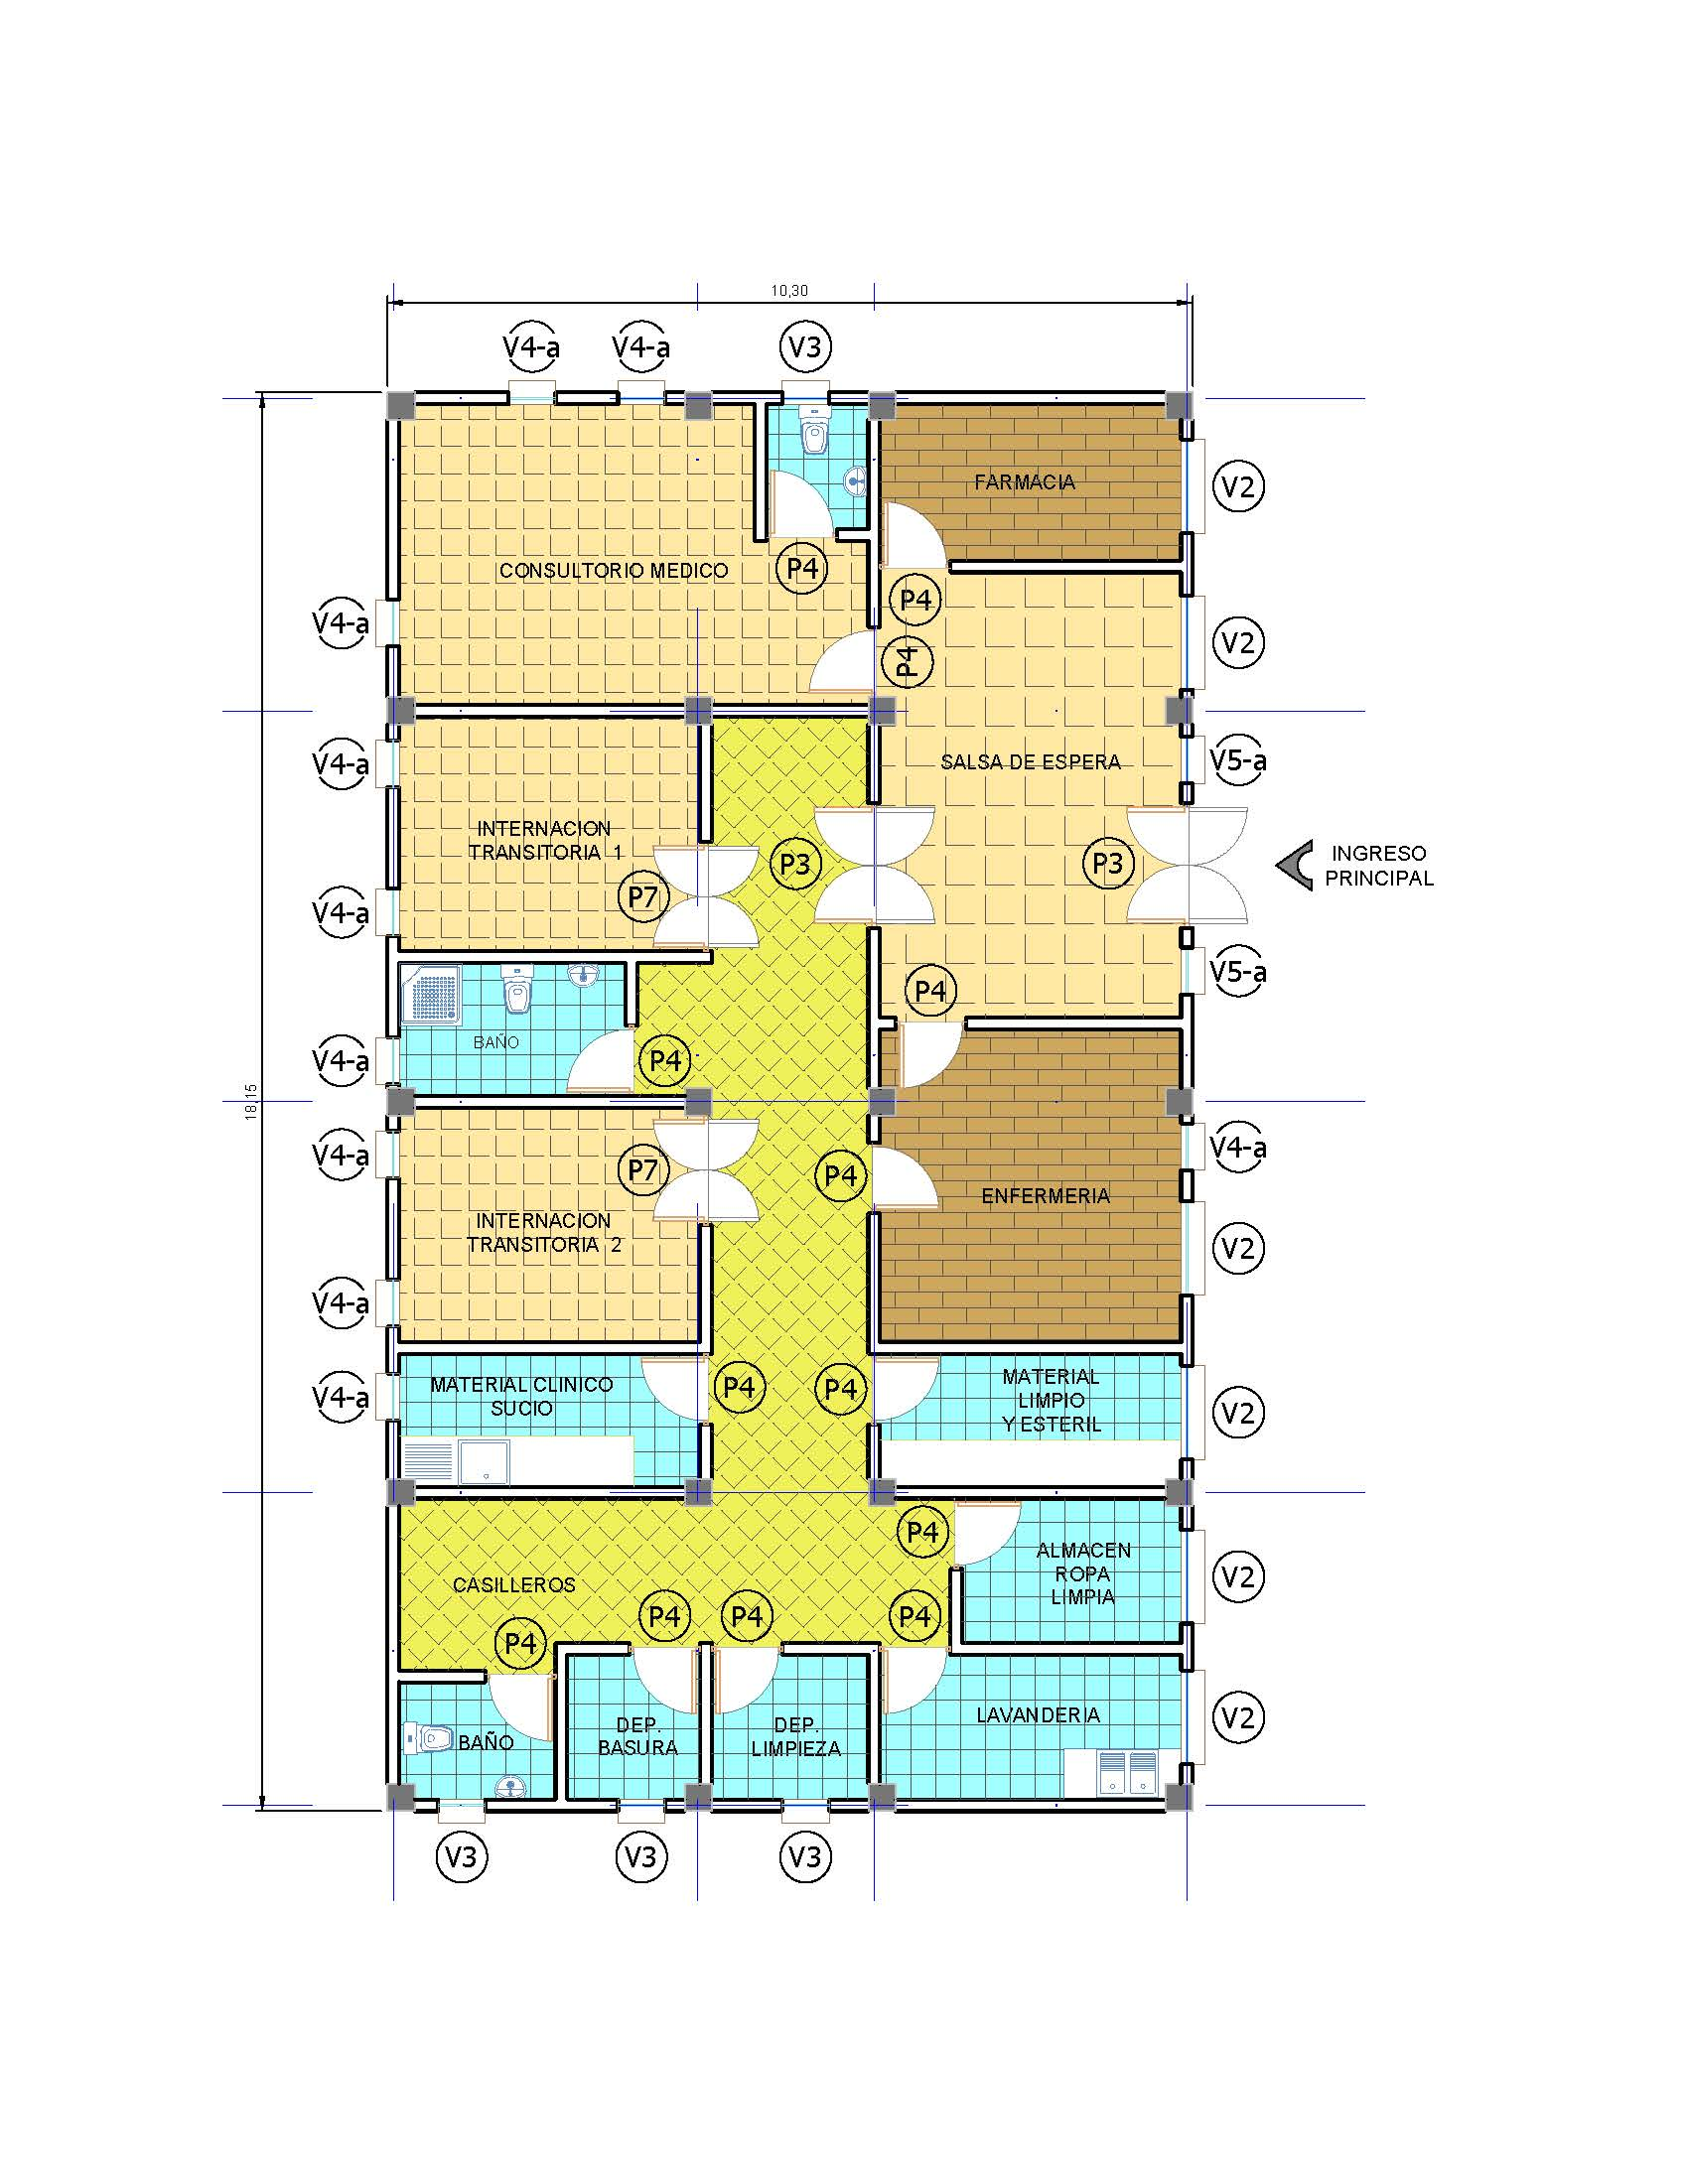 10,30
V4-a
V4-a
V3
FARMACIA
V2
CONSULTORIO MEDICO
P4
P4
V4-a
V2
P4
V4-a
SALSA DE ESPERA
V5-a
INTERNACION
TRANSITORIA 1
P3
P3
INGRESO
PRINCIPAL
P7
V4-a
V5-a
P4
BAÑO
V4-a
P4
18,15
V4-a
P7
P4
V4-a
ENFERMERIA
INTERNACION
TRANSITORIA 2
V2
V4-a
V4-a
MATERIAL CLINICO
SUCIO
P4
P4
MATERIAL
LIMPIO
Y ESTERIL
V2
P4
ALMACEN
ROPA
LIMPIA
V2
CASILLEROS
P4
P4
P4
P4
BAÑO
DEP.
BASURA
DEP.
LIMPIEZA
LAVANDERIA
V2
V3
V3
V3